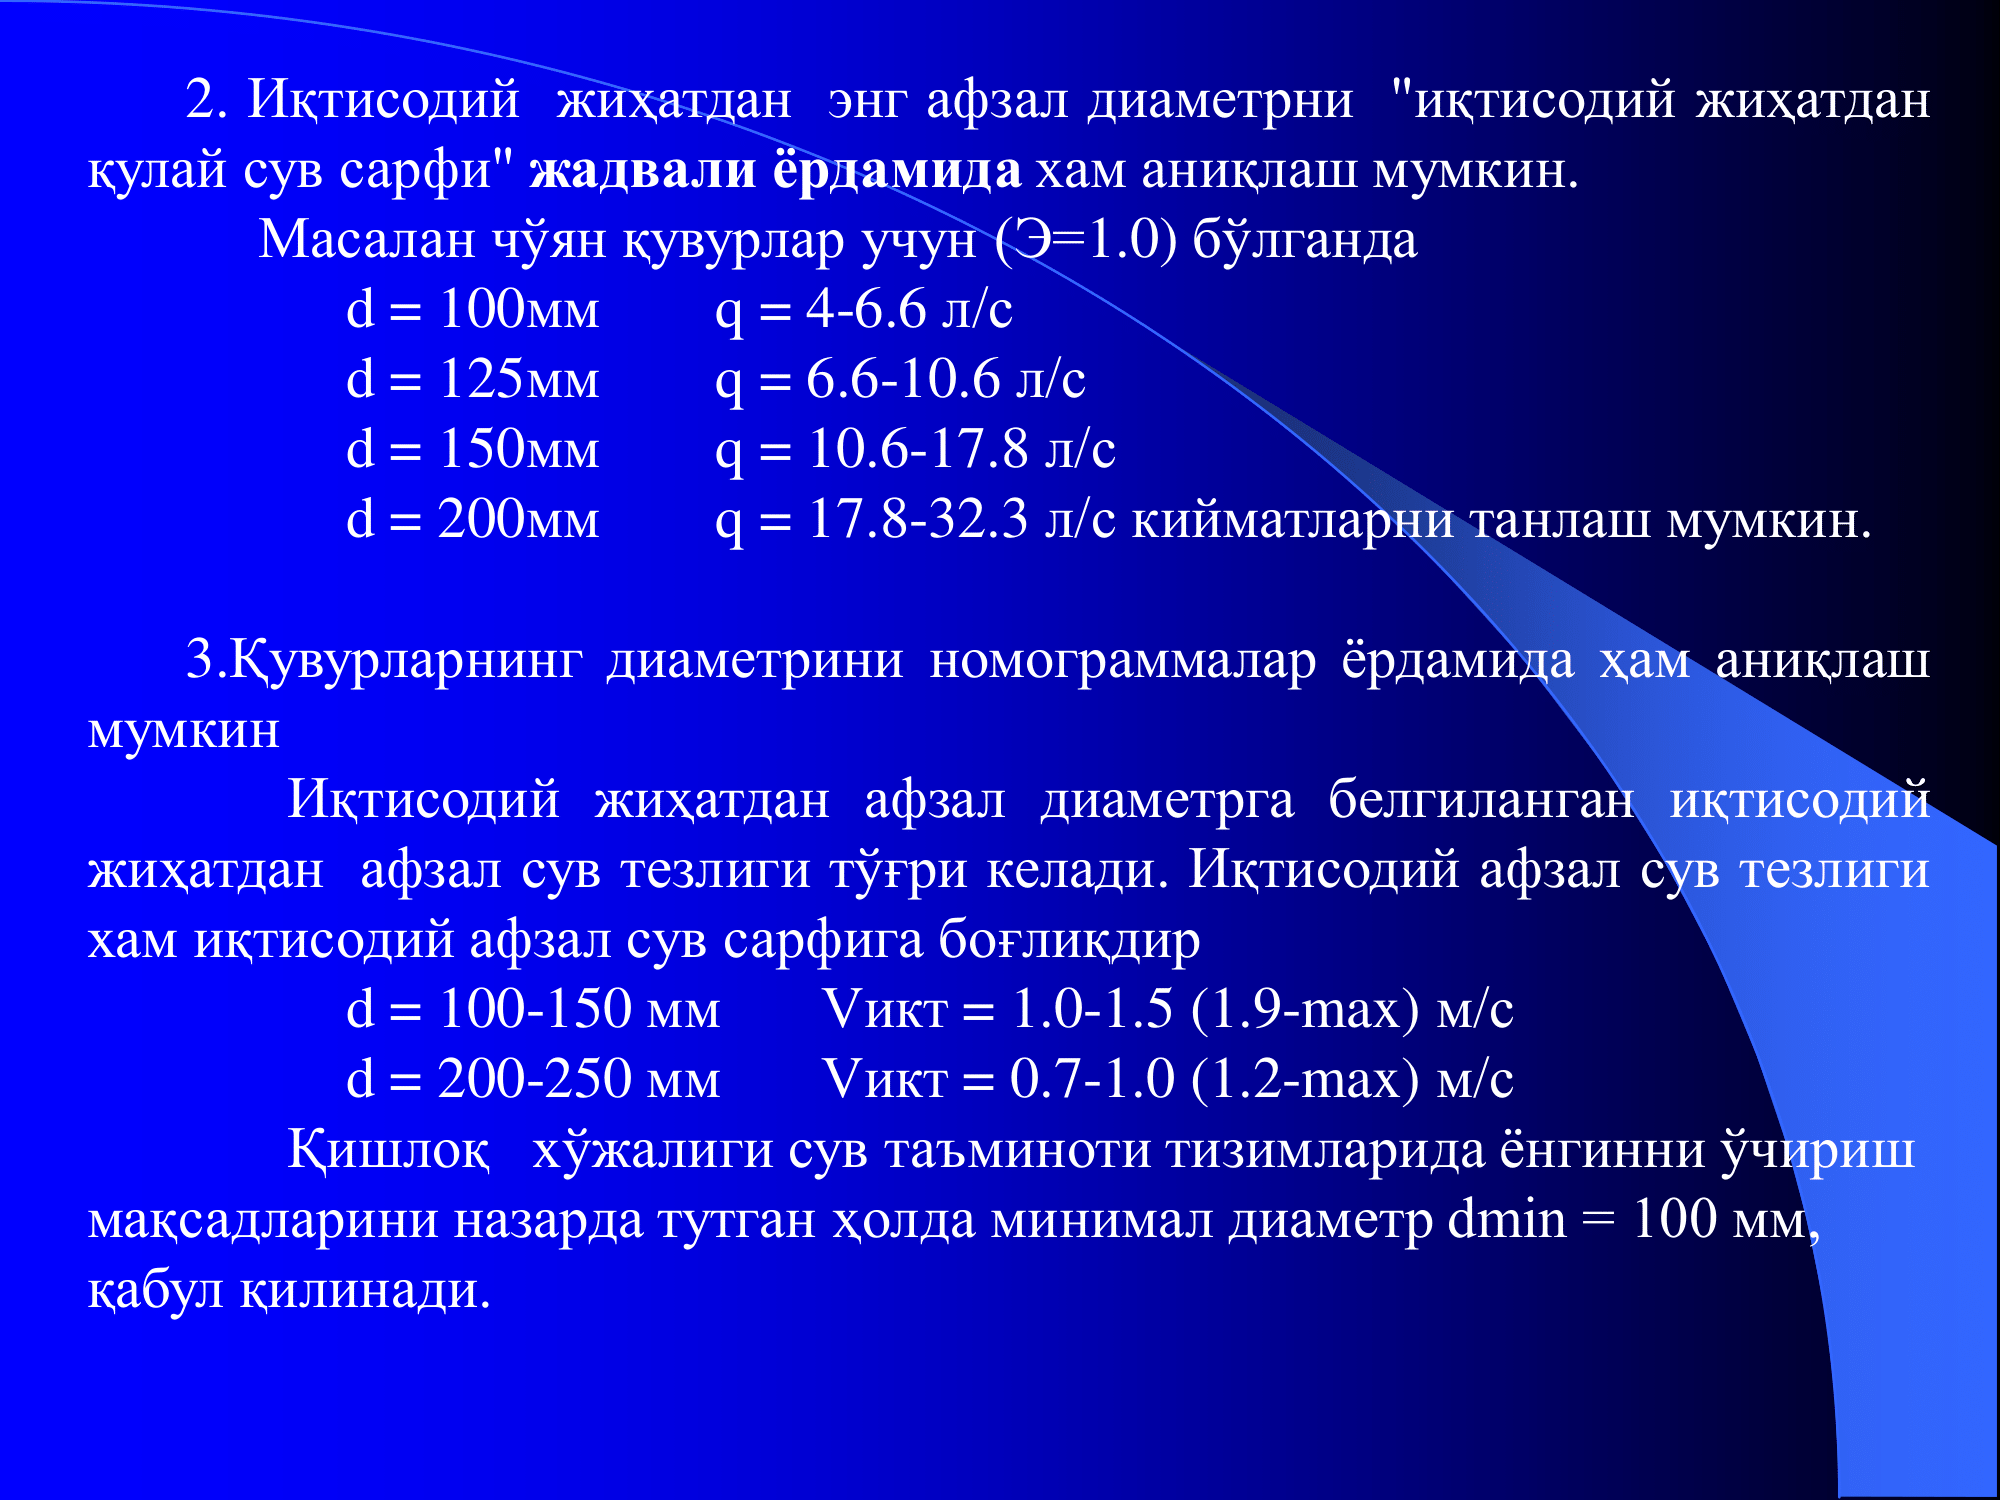 2. Иқтисодий жиҳатдан энг афзал диаметрни "иқтисодий жиҳатдан
қулай сув сарфи" жадвали ёрдамида хам аниқлаш мумкин.
Масалан чўян қувурлар учун (Э=1.0) бўлганда
d = 100мм q = 4-6.6 л/с
d = 125мм q = 6.6-10.6 л/с
d = 150мм q = 10.6-17.8 л/с
d = 200мм q = 17.8-32.3 л/с кийматларни танлаш мумкин.
3.Қувурларнинг диаметрини номограммалар ёрдамида ҳам аниқлаш
мумкин
Иқтисодий жиҳатдан афзал диаметрга белгиланган иқтисодий
жиҳатдан афзал сув тезлиги тўғри келади. Иқтисодий афзал сув тезлиги
хам иқтисодий афзал сув сарфига боғлиқдир
d = 100-150 мм Vикт = 1.0-1.5 (1.9-max) м/с
d = 200-250 мм Vикт = 0.7-1.0 (1.2-max) м/с
Қишлоқ хўжалиги сув таъминоти тизимларида ёнгинни ўчириш
мақсадларини назарда тутган ҳолда минимал диаметр dmin = 100 мм,
қабул қилинади.